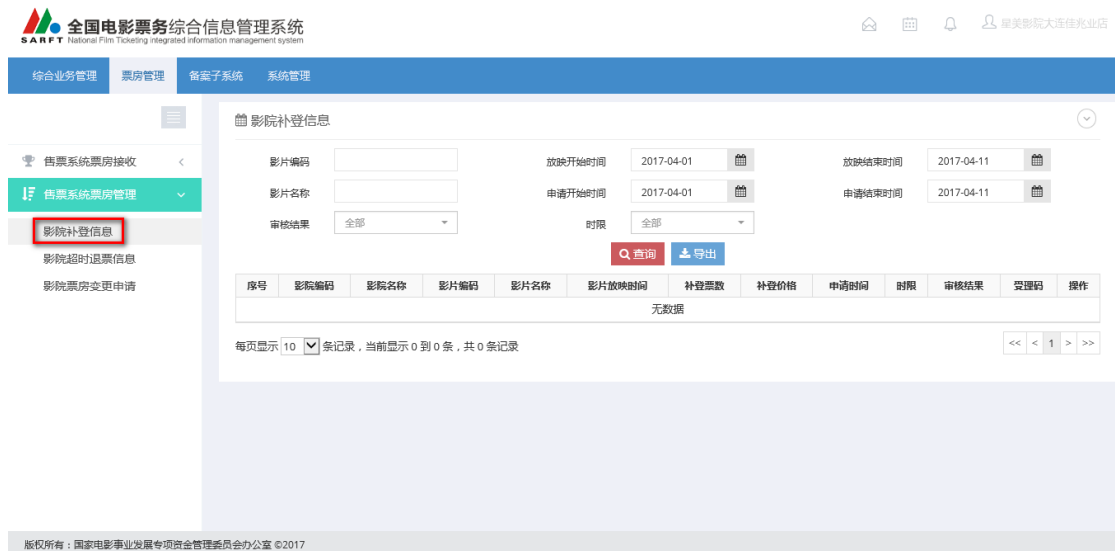 全国电影票务综合信息管理系统
SARFT National Film Ticketing integrated information management system
星美影院大连佳兆业店
综合业务管理 票房管理 备案子系统 系统管理
影院补登信息
售票系统票房接收
售票系统票房管理
影院补登信息
影院超时退票信息
影院票房变更申请
影片编码 放映开始时间 2017-04-01 放映结束时间 2017-04-11
影片名称 申请开始时间 2017-04-01 申请结束时间 2017-04-11
审核结果 全部 时限 全部
查询 导出
序号 影院编码 影院名称 影片编码 影片名称 影片放映时间 补登票数 补登价格 申请时间 时限 审核结果 受理码 操作
无数据
每页显示 10 条记录，当前显示 0 到 0 条，共 0 条记录 << < 1 > >>
版权所有：国家电影事业发展专项资金管理委员会办公室 ©2017